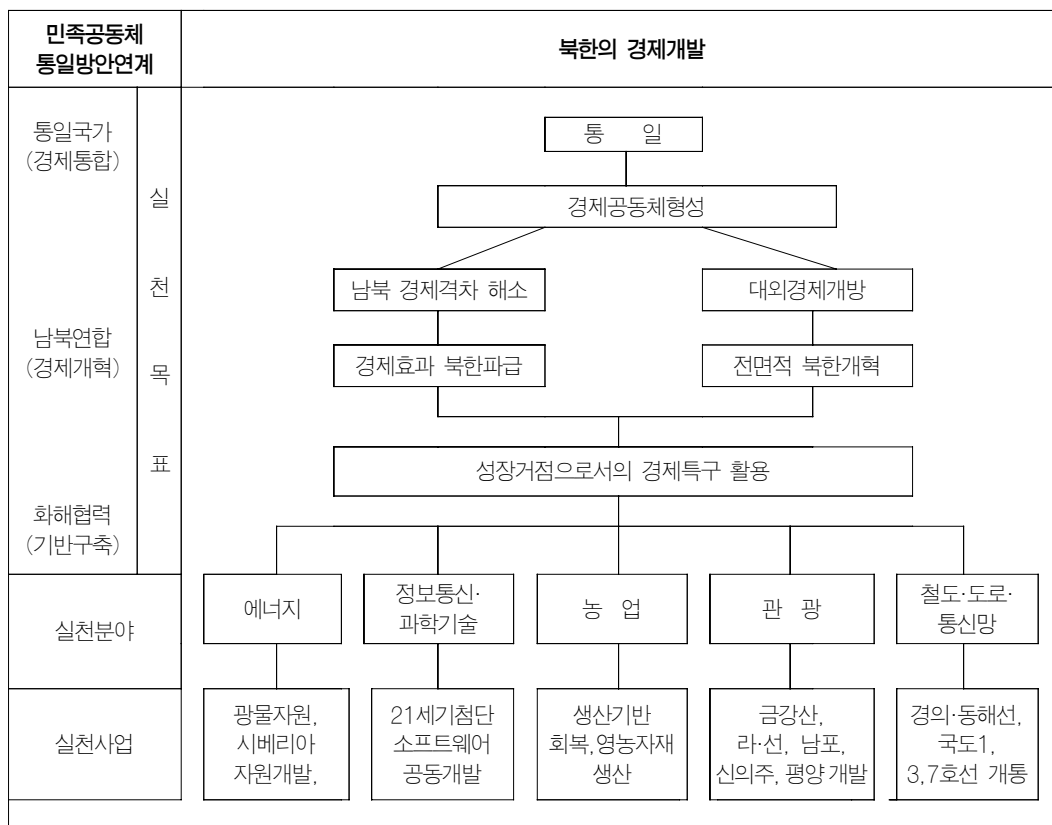 민족공동체
통일방안연계
북한의 경제개발
통일국가
(경제통합)
남북연합
(경제개혁)
화해협력
(기반구축)
실
천
목
표
통 일
경제공동체형성
남북 경제격차 해소
대외경제개방
경제효과 북한파급
전면적 북한개혁
성장거점으로서의 경제특구 활용
실천분야
에너지
정보통신·
과학기술
농 업
관 광
철도·도로·
통신망
실천사업
광물자원,
시베리아
자원개발,
21세기첨단
소프트웨어
공동개발
생산기반
회복,영농자재
생산
금강산,
라·선, 남포,
신의주, 평양 개발
경의·동해선,
국도1,
3,7호선 개통